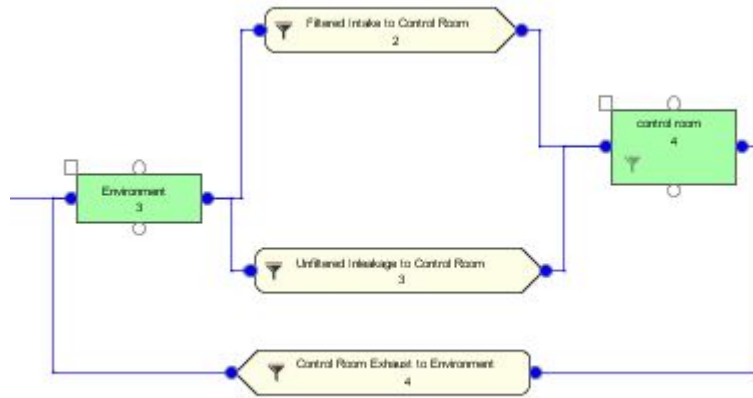 Filtered Intake to Control Room
2
control room
4
Environment
3
Unfiltered Inleakage to Control Room
3
Control Room Exhaust to Environment
4